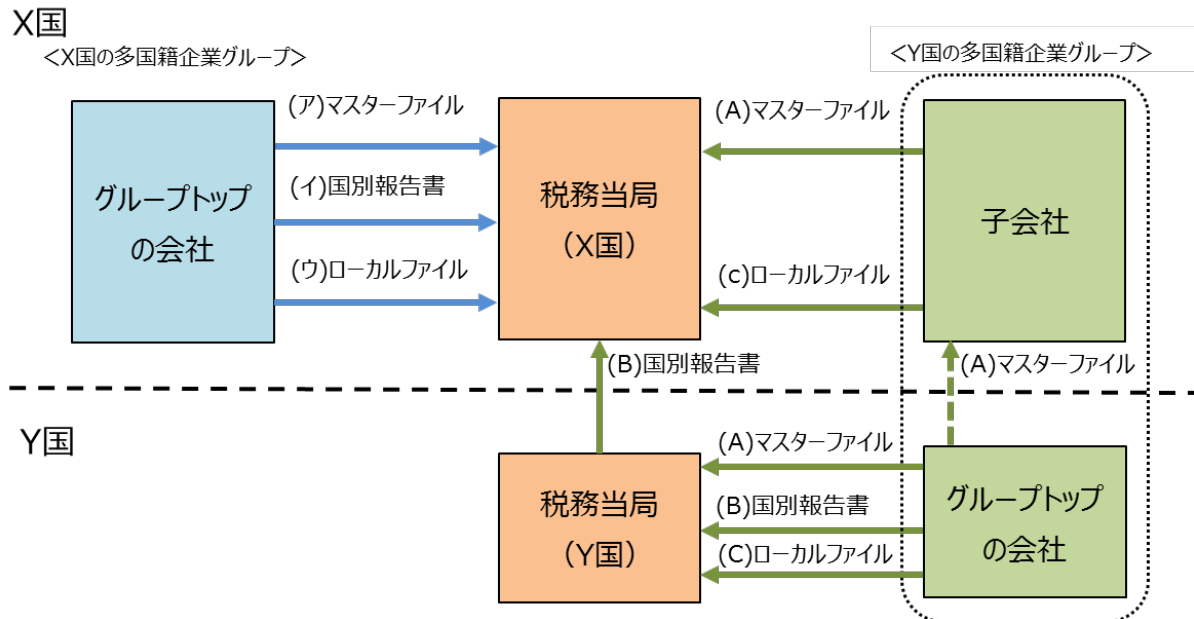 X国
<X国の多国籍企業グループ>
<Y国の多国籍企業グループ>
グループトップ
の会社
(ア)マスターファイル
(イ)国別報告書
(ウ)ローカルファイル
税務当局
(X国)
(A)マスターファイル
(c)ローカルファイル
子会社
(B)国別報告書
(A)マスターファイル
Y国
税務当局
(Y国)
(A)マスターファイル
(B)国別報告書
(C)ローカルファイル
グループトップ
の会社